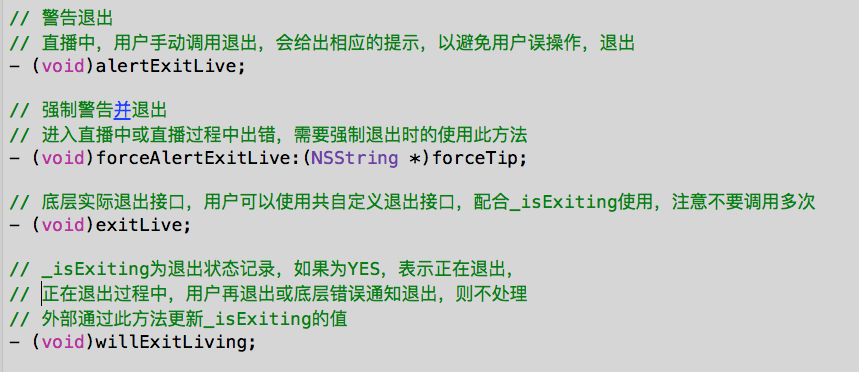 // 警告退出
// 直播中，用户手动调用退出，会给出相应的提示，以避免用户误操作，退出
- (void)alertExitLive;
// 强制警告并退出
// 进入直播中或直播过程中出错，需要强制退出时的使用此方法
- (void)forceAlertExitLive:(NSString *)forceTip;
// 底层实际退出接口，用户可以使用共自定义退出接口，配合_isExiting使用，注意不要调用多次
- (void)exitLive;
// _isExiting为退出状态记录，如果为YES，表示正在退出，
// 正在退出过程中，用户再退出或底层错误通知退出，则不处理
// 外部通过此方法更新_isExiting的值
- (void)willExitLiving;